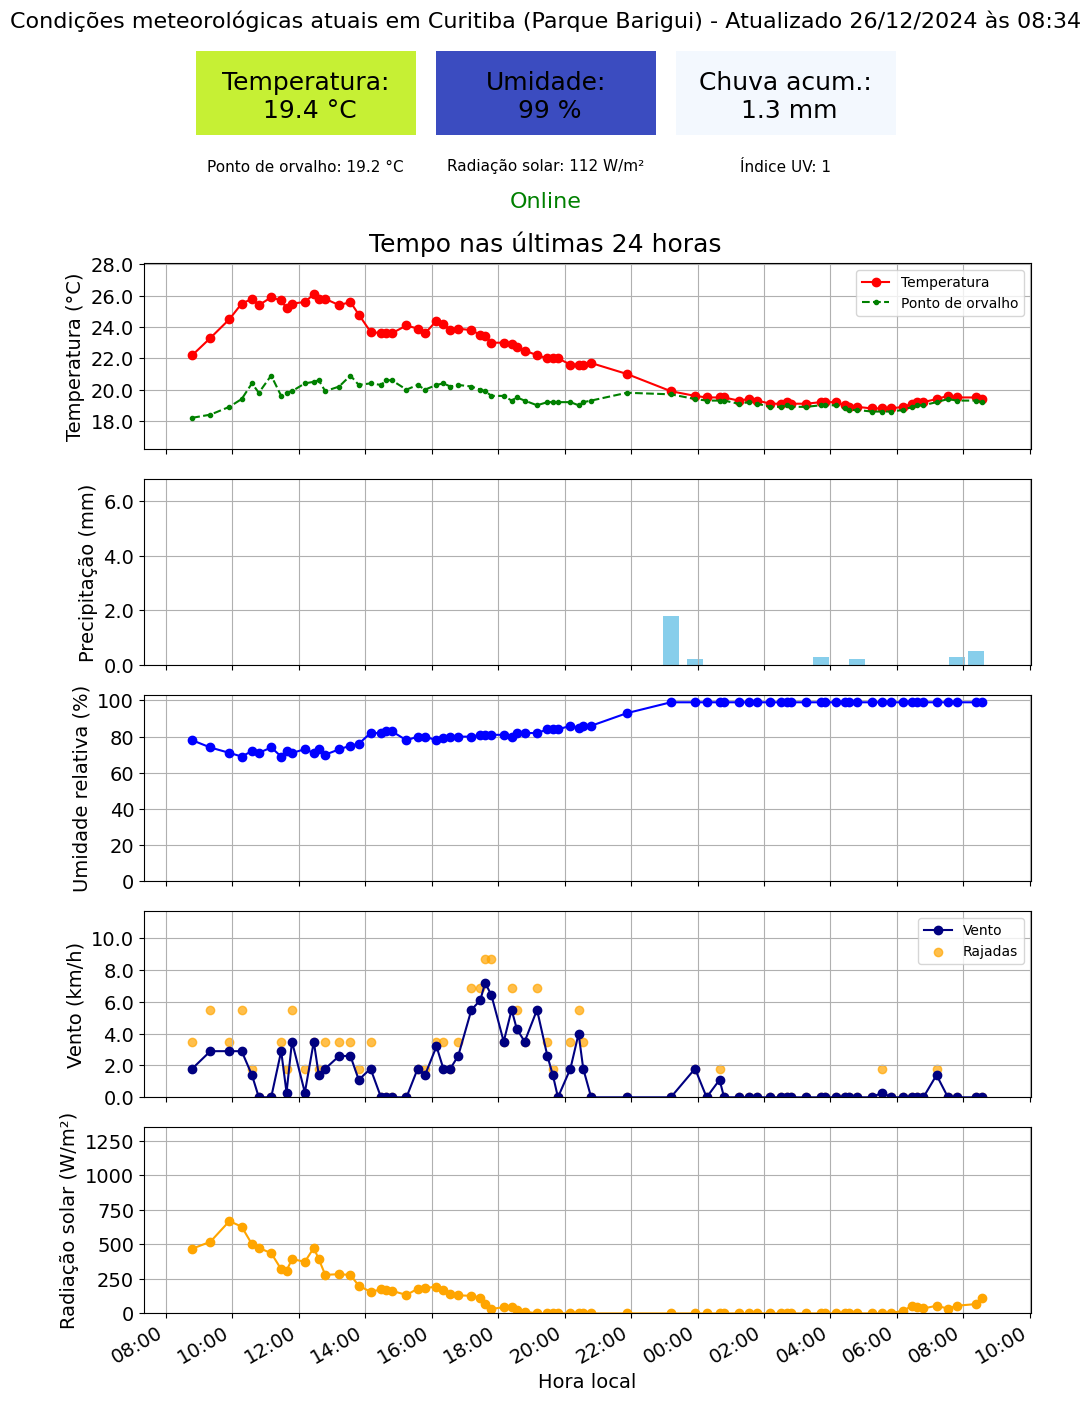 Condições meteorológicas atuais em Curitiba (Parque Barigui) - Atualizado 26/12/2024 às 08:34
Temperatura:
19.4 °C
Umidade:
99 %
Chuva acum.:
1.3 mm
Ponto de orvalho: 19.2 °C
Radiação solar: 112 W/m²
Índice UV: 1
Online
Tempo nas últimas 24 horas
Temperatura (°C)
28.0
26.0
24.0
22.0
20.0
18.0
Temperatura
Ponto de orvalho
Precipitação (mm)
6.0
4.0
2.0
0.0
Umidade relativa (%)
100
80
60
40
20
0
Vento (km/h)
10.0
8.0
6.0
4.0
2.0
0.0
Vento
Rajadas
Radiação solar (W/m²)
1250
1000
750
500
250
0
08:00
10:00
12:00
14:00
16:00
18:00
20:00
22:00
00:00
02:00
04:00
06:00
08:00
10:00
Hora local